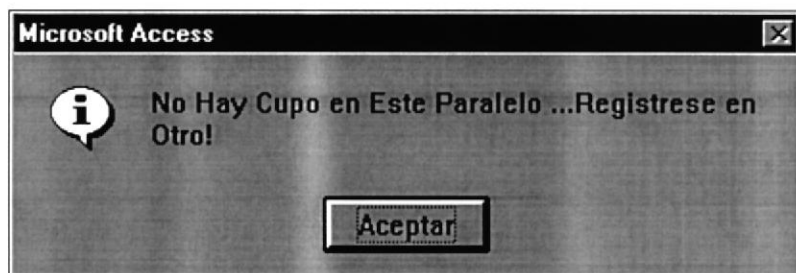 Microsoft Access
No Hay Cupo en Este Paralelo ...Registrese en
Otro!
Aceptar